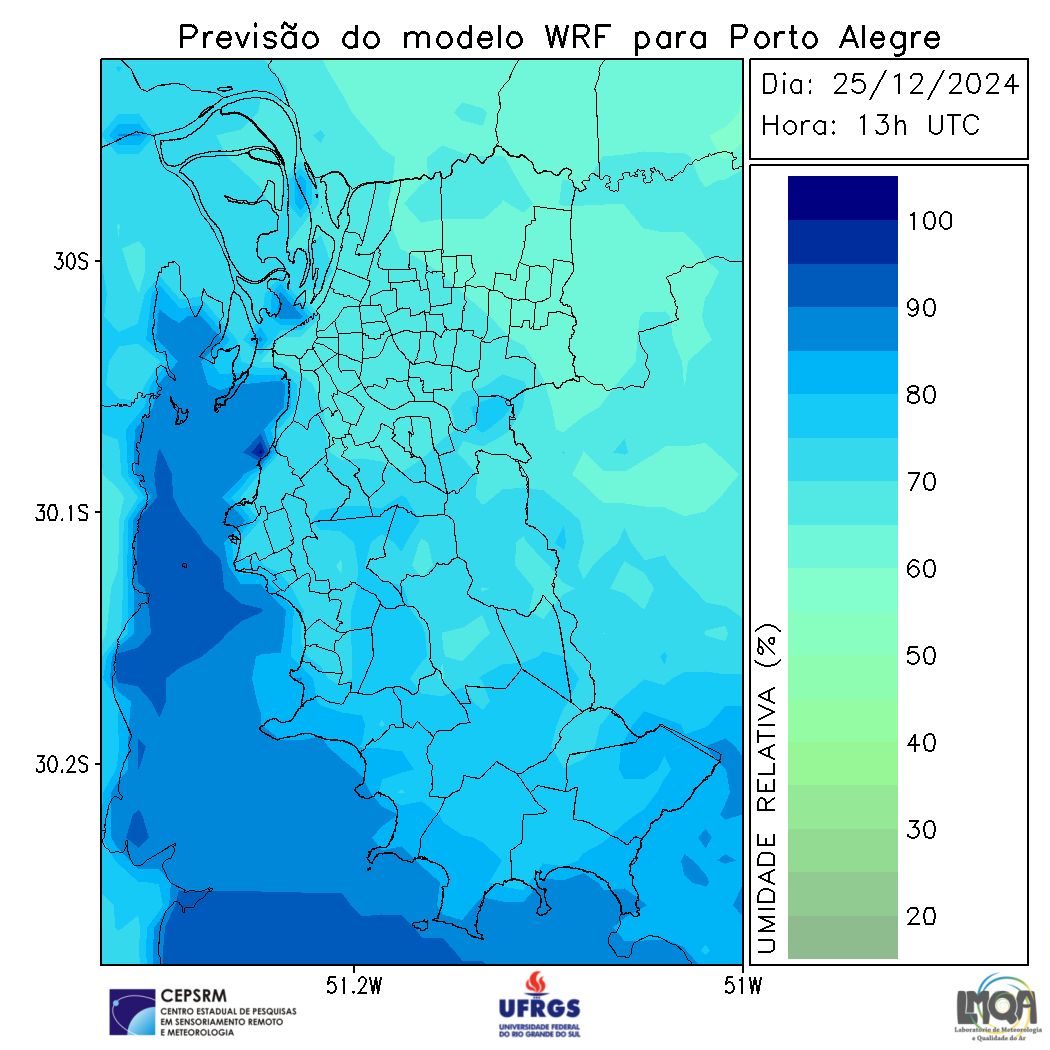 Previsão do modelo WRF para Porto Alegre
Dia: 25/12/2024
Hora: 13h UTC
100
90
80
70
60
50
40
30
20
UMIDADE RELATIVA (%)
30S
30.1S
30.2S
51.2W
51W
CEPSRM
CENTRO ESTADUAL DE PESQUISAS
EM SENSORIAMENTO REMOTO
E METEOROLOGIA
UFRGS
UNIVERSIDADE FEDERAL
DO RIO GRANDE DO SUL
LMQA
Laboratório de Meteorologia
e Qualidade do Ar